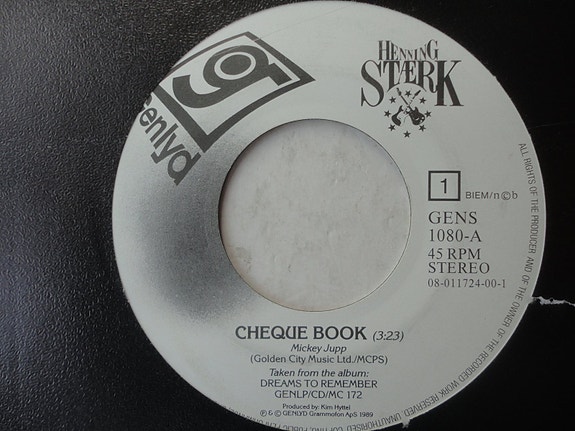 genlyd
HENNING
STÆRK
1
BIEM/n©b
GENS
1080-A
45 RPM
STEREO
08-011724-00-1
CHEQUE BOOK (3:23)
Mickey Jupp
(Golden City Music Ltd./MCPS)
Taken from the album:
DREAMS TO REMEMBER
GENLP/CD/MC 172
Produced by: Kim Hyttel
℗ & © GENLYD Grammofon ApS 1989
ALL RIGHTS OF THE PRODUCER AND OF THE OWNER OF THE RECORDED WORK RESERVED. UNAUTHORISED